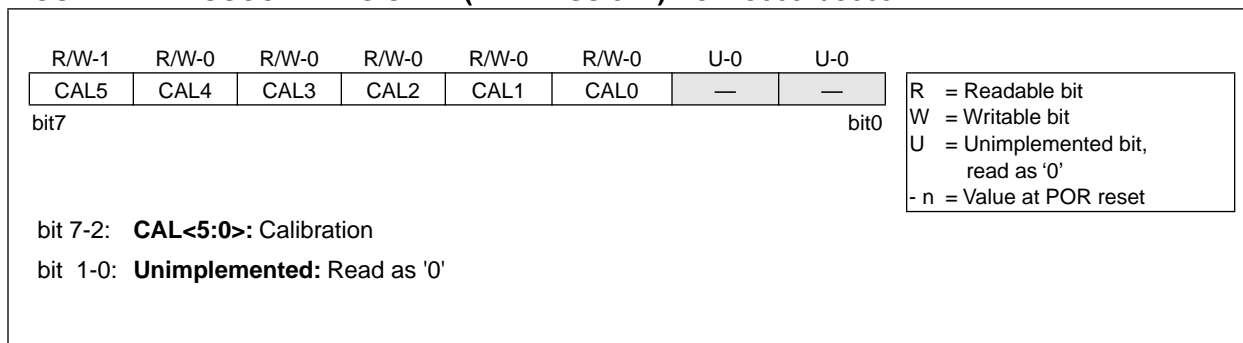 R/W-1 R/W-0 R/W-0 R/W-0 R/W-0 R/W-0 U-0 U-0
CAL5 CAL4 CAL3 CAL2 CAL1 CAL0 — —
bit7 bit0
R = Readable bit
W = Writable bit
U = Unimplemented bit,
read as ‘0’
- n = Value at POR reset
bit 7-2: CAL<5:0>: Calibration
bit 1-0: Unimplemented: Read as '0'